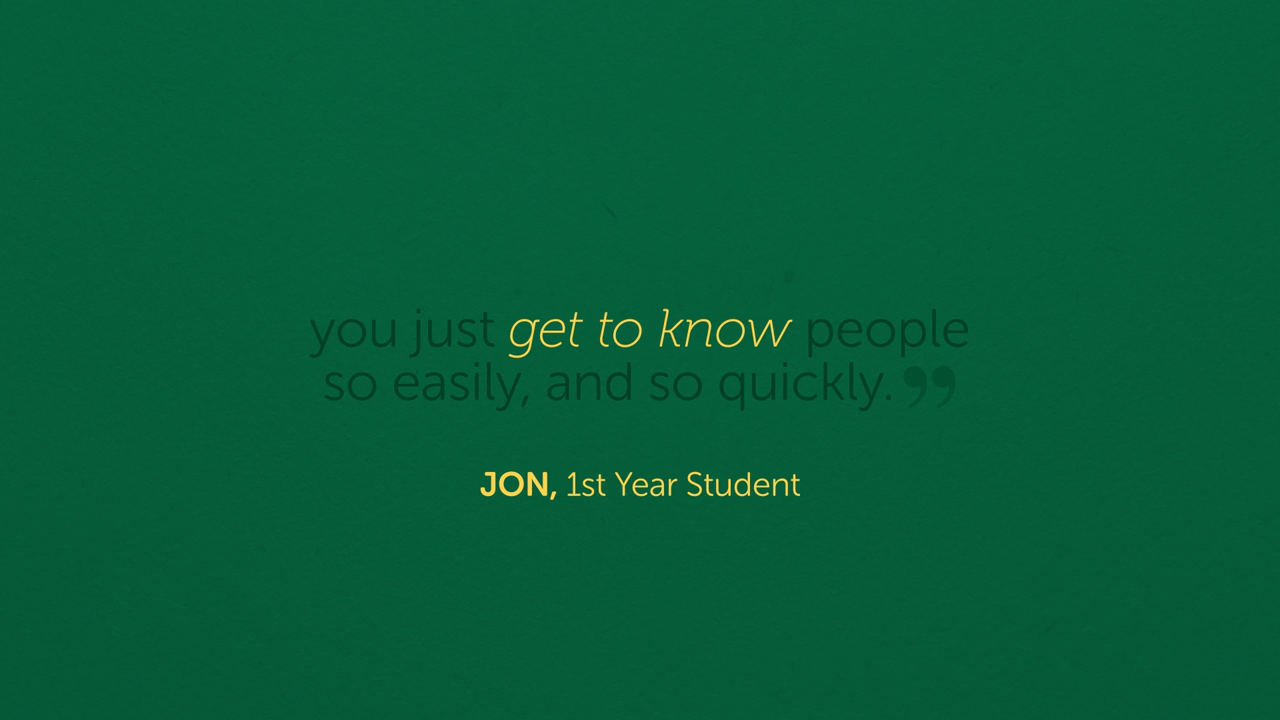 you just get to know people
so easily, and so quickly.”
JON, 1st Year Student